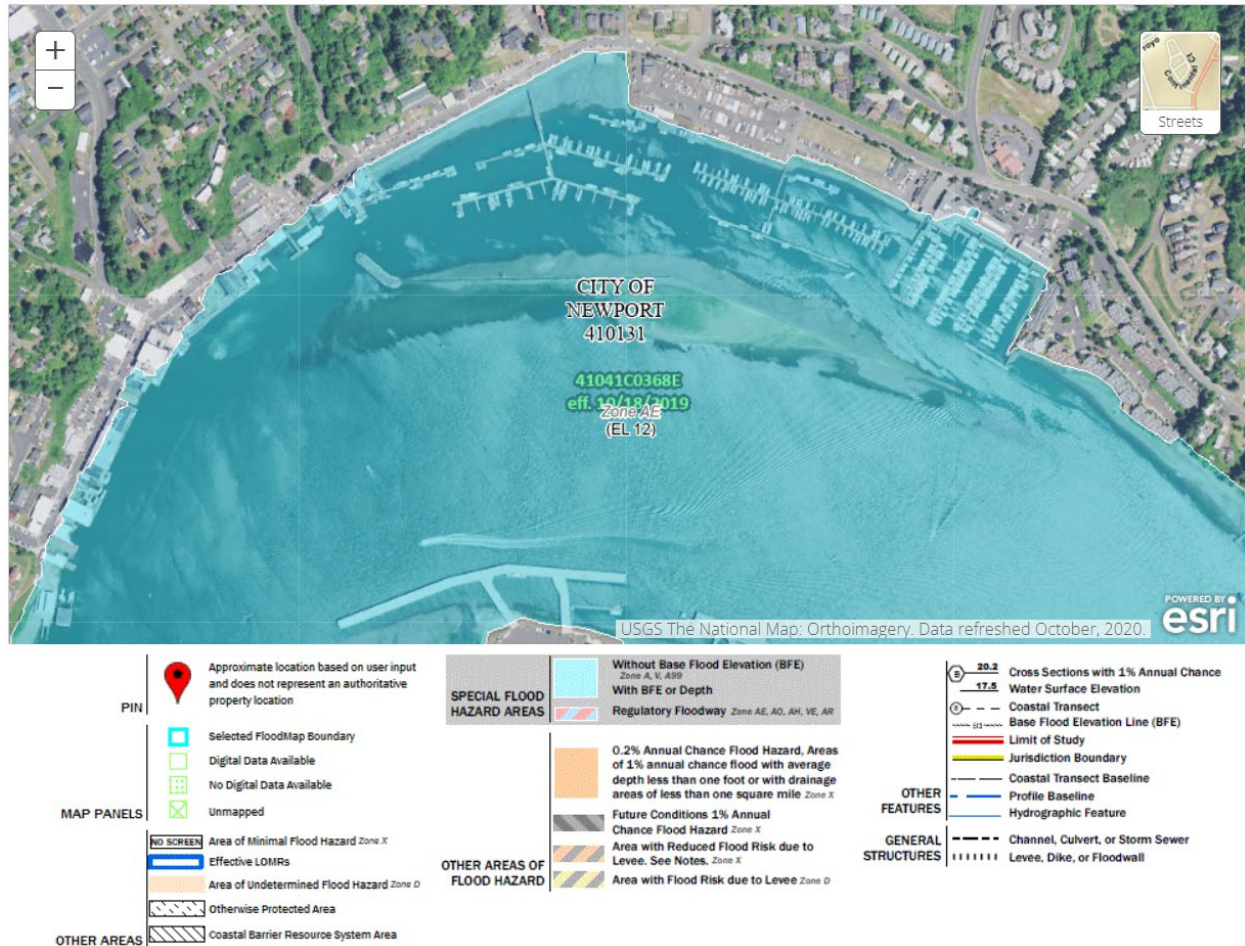 +
−
Streets
CITY OF
NEWPORT
410131
41041C0368E
eff. 10/18/2019
Zone AE
(EL 12)
POWERED BY
esri
USGS The National Map: Orthoimagery. Data refreshed October, 2020.
PIN
Approximate location based on user input
and does not represent an authoritative
property location
MAP PANELS
Selected FloodMap Boundary
Digital Data Available
No Digital Data Available
Unmapped
OTHER AREAS
NO SCREEN Area of Minimal Flood Hazard Zone X
Effective LOMRs
Area of Undetermined Flood Hazard Zone D
Otherwise Protected Area
Coastal Barrier Resource System Area
SPECIAL FLOOD
HAZARD AREAS
Without Base Flood Elevation (BFE)
Zone A, V, A99
With BFE or Depth
Regulatory Floodway Zone AE, AO, AH, VE, AR
OTHER AREAS OF
FLOOD HAZARD
0.2% Annual Chance Flood Hazard, Areas
of 1% annual chance flood with average
depth less than one foot or with drainage
areas of less than one square mile Zone X
Future Conditions 1% Annual
Chance Flood Hazard Zone X
Area with Reduced Flood Risk due to
Levee. See Notes. Zone X
Area with Flood Risk due to Levee Zone D
OTHER
FEATURES
B 20.2 Cross Sections with 1% Annual Chance
17.5 Water Surface Elevation
Coastal Transect
Base Flood Elevation Line (BFE)
Limit of Study
Jurisdiction Boundary
Coastal Transect Baseline
Profile Baseline
Hydrographic Feature
GENERAL
STRUCTURES
Channel, Culvert, or Storm Sewer
Levee, Dike, or Floodwall